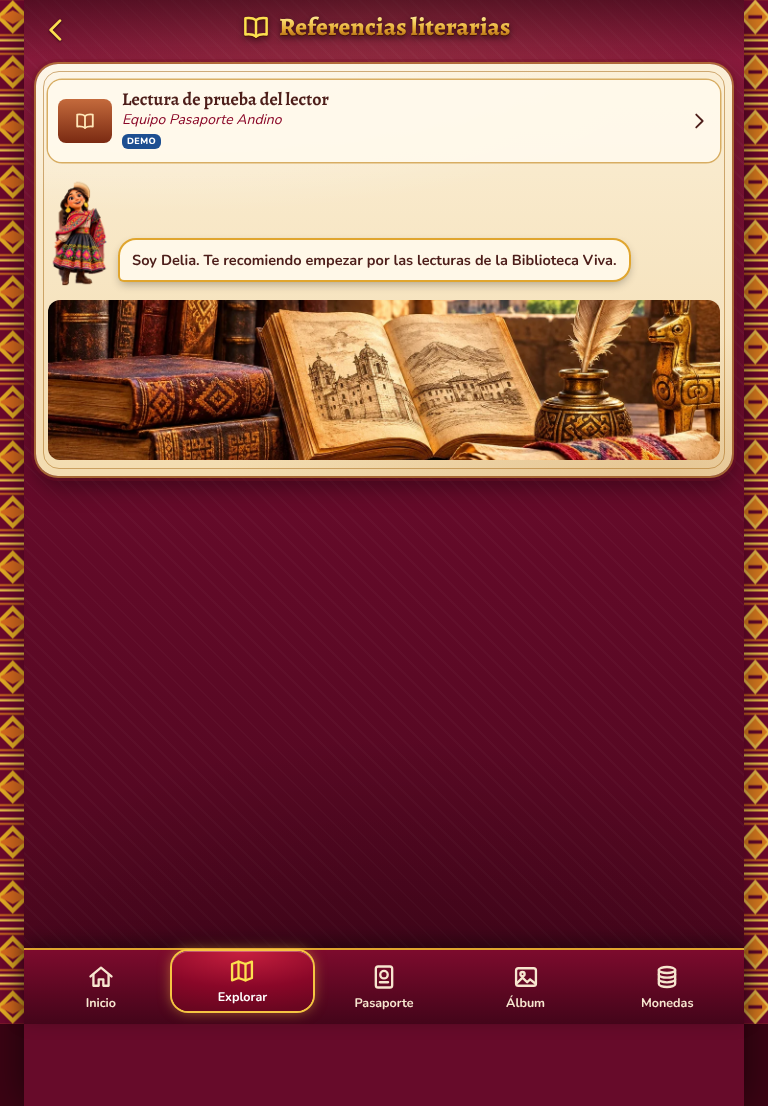 Referencias literarias
Lectura de prueba del lector
Equipo Pasaporte Andino
DEMO
Soy Delia. Te recomiendo empezar por las lecturas de la Biblioteca Viva.
Inicio
Explorar
Pasaporte
Álbum
Monedas